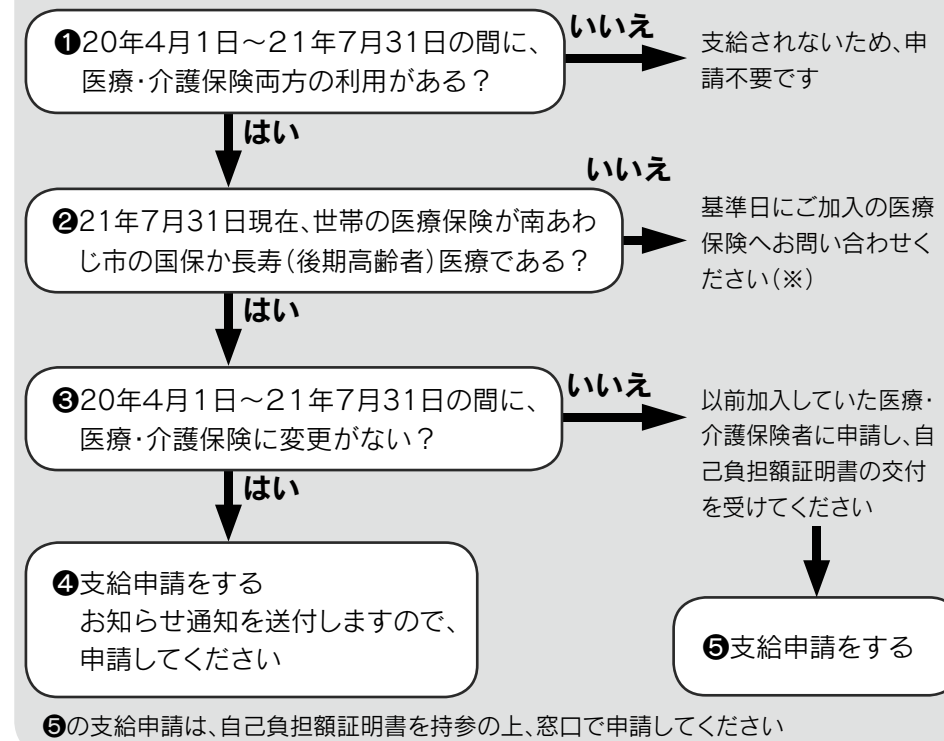 ❶20年4月1日～21年7月31日の間に、
医療・介護保険両方の利用がある？
いいえ
支給されないため、申
請不要です
はい
❷21年7月31日現在、世帯の医療保険が南あわ
じ市の国保か長寿（後期高齢者）医療である？
いいえ
基準日にご加入の医療
保険へお問い合わせく
ださい（※）
はい
❸20年4月1日～21年7月31日の間に、
医療・介護保険に変更がない？
いいえ
以前加入していた医療・
介護保険者に申請し、自
己負担額証明書の交付
を受けてください
はい
❹支給申請をする
お知らせ通知を送付しますので、
申請してください
❺支給申請をする
❺の支給申請は、自己負担額証明書を持参の上、窓口で申請してください